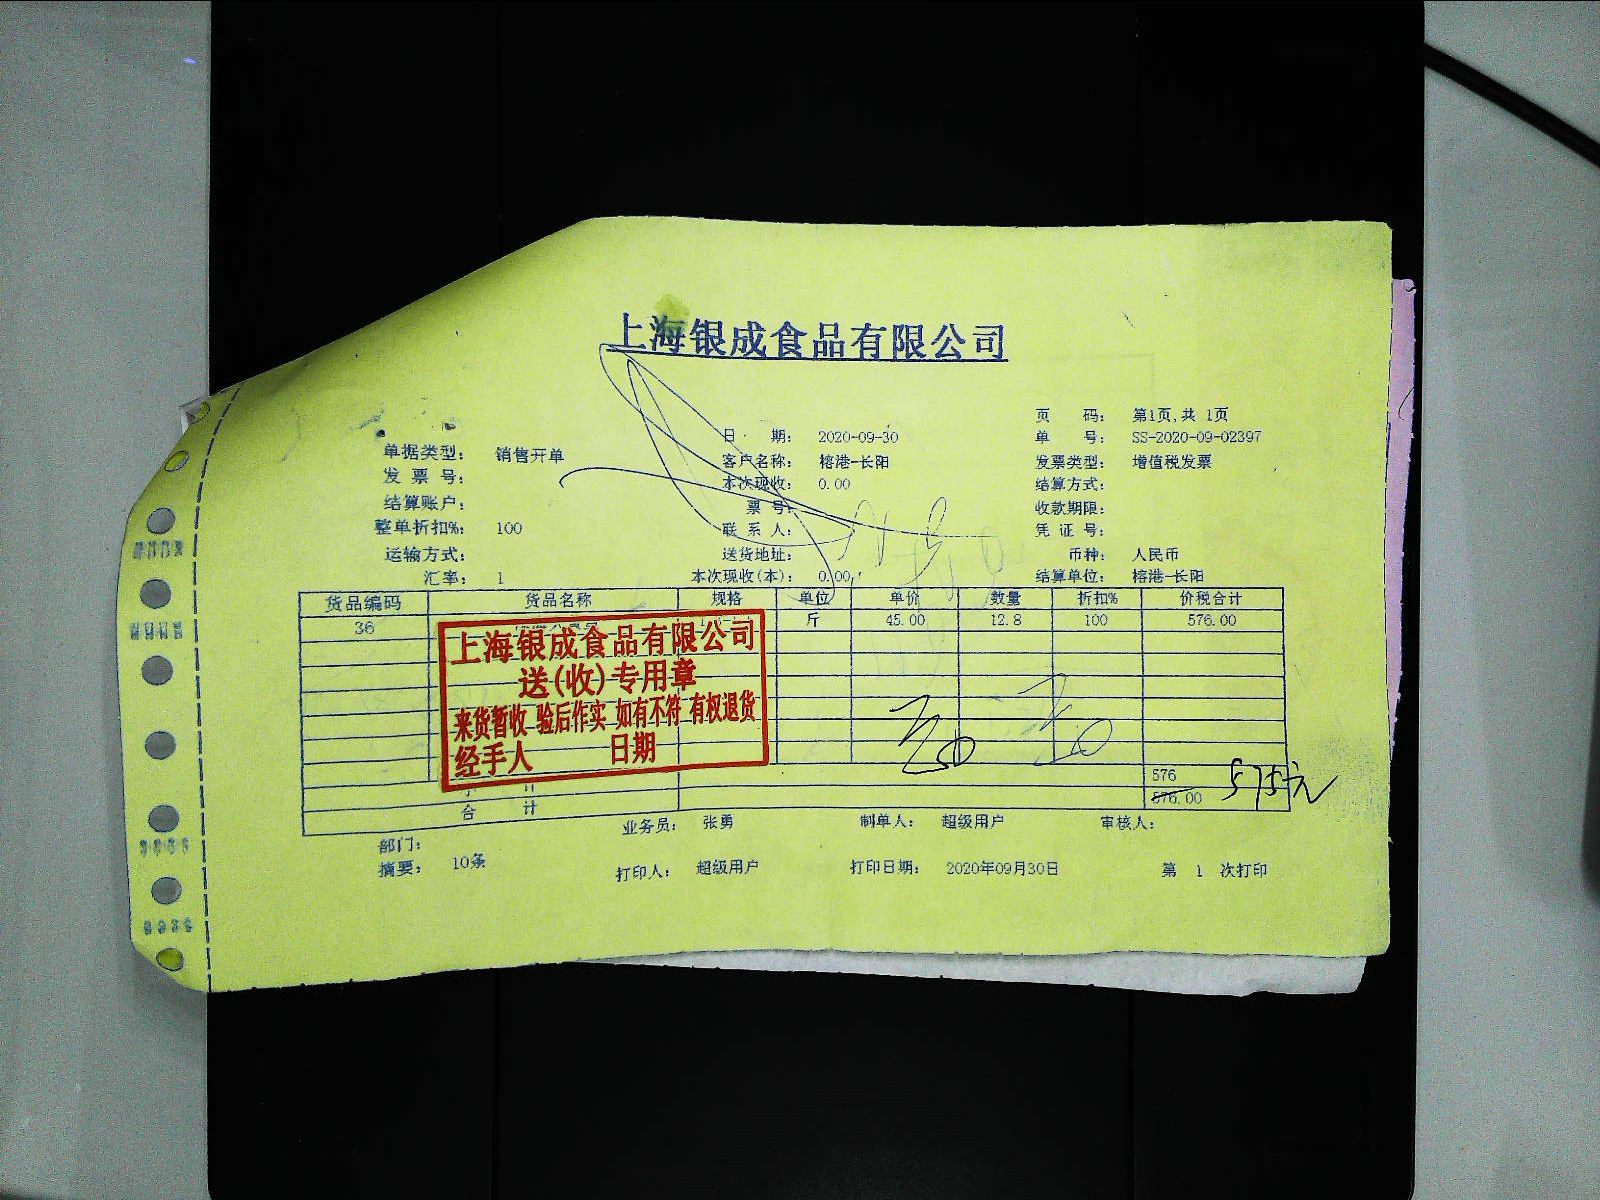 上海银成食品有限公司
页 码: 第1页,共 1页
单据类型: 销售开单 日 期: 2020-09-30 单 号: SS-2020-09-02397
发 票 号: 客户名称: 榕港-长阳 发票类型: 增值税发票
结算账户: 本次现收: 0.00 结算方式:
整单折扣%: 100 票 号: 收款期限:
联 系 人: 凭 证 号:
运输方式: 送货地址: 币种: 人民币
汇率: 1 本次现收(本): 0.00 结算单位: 榕港-长阳
货品编码 货品名称 规格 单位 单价 数量 折扣% 价税合计
36 斤 45.00 12.8 100 576.00
上海银成食品有限公司
送(收)专用章
来货暂收 验后作实 如有不符 有权退货
经手人 日期
计 576
合 计 576.00 575元
部门: 业务员: 张勇 制单人: 超级用户 审核人:
摘要: 10条 打印人: 超级用户 打印日期: 2020年09月30日 第 1 次打印